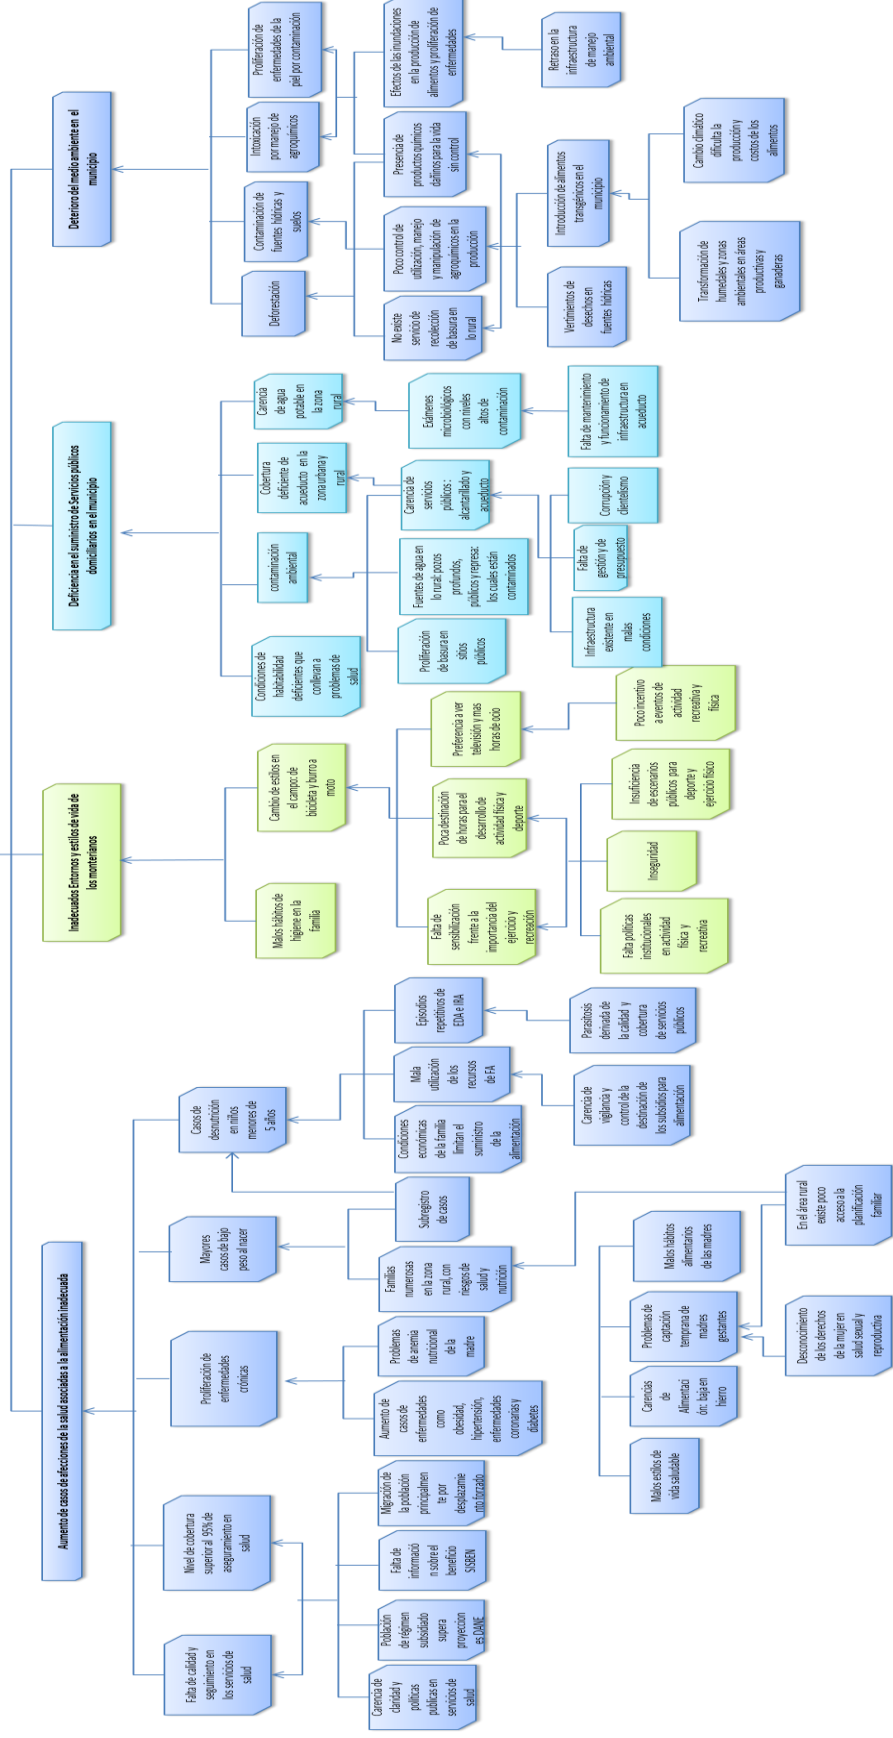 Aumento de casos de afecciones de la salud asociadas a la alimentación inadecuada
Inadecuados Entornos y estilos de vida de
los monterianos
Deficiencia en el suministro de Servicios públicos
domiciliarios en el municipio
Deterioro del medio ambiente en el
municipio
Falta de calidad y
seguimiento en
los servicios de
salud
Nivel de cobertura
superior al 95% de
aseguramiento en
salud
Proliferación de
enfermedades
crónicas
Mayores
casos de bajo
peso al nacer
Casos de
desnutrición
en niños
menores de
5 años
Carencia de
claridad y
políticas
publicas en
servicios de
salud
Población
de régimen
subsidiado
supera
proyeccion
es DANE
Falta de
informació
n sobre el
beneficio
SISBEN
Migración de
la población
principalmen
te por
desplazamie
nto forzado
Aumento de
casos de
enfermedades
como
obesidad,
hipertensión,
enfermedades
coronarias y
diabetes
Problemas
de anemia
nutricional
de la
madre
Familias
numerosas
en la zona
rural, con
riesgos de
salud y
nutrición
Subregistro
de casos
Condiciones
económicas
de la familia
limitan el
suministro
de la
alimentación
Mala
utilización
de los
recursos
de FA
Episodios
repetitivos de
EDA e IRA
Carencia de
vigilancia y
control de la
destinación de
los subsidios para
alimentación
Parasitosis
derivada de
la calidad y
cobertura
de servicios
públicos
Malos estilos de
vida saludable
Carencias
de
Alimentaci
ón: baja en
hierro
Problemas de
captación
temprana de
madres
gestantes
Malos hábitos
alimentarios
de las madres
Desconocimiento
de los derechos
de la mujer en
salud sexual y
reproductiva
En el área rural
existe poco
acceso a la
planificación
familiar
Malos hábitos de
higiene en la
familia
Cambio de estilos en
el campo: de
bicicleta y burro a
moto
Falta de
sensibilización
frente a la
importancia del
ejercicio y
recreación
Poca destinación
de horas para el
desarrollo de
actividad física y
deporte
Preferencia a ver
televisión y mas
horas de ocio
Falta políticas
institucionales
en actividad
física y
recreativa
Inseguridad
Insuficiencia
de escenarios
públicos para
deporte y
ejercicio físico
Poco incentivo
a eventos de
actividad
recreativa y
física
Condiciones de
habitabilidad
deficientes que
conllevan a
problemas de
salud
contaminación
ambiental
Cobertura
deficiente de
acueducto en la
zona urbana y
rural
Carencia
de agua
potable en
la zona
rural
Proliferación
de basura en
sitios
públicos
Fuentes de agua en
lo rural: pozos
profundos,
públicos y represa:
los cuales están
contaminados
Carencia de
servicios
públicos :
alcantarillado y
acueducto
Exámenes
microbiológicos
con niveles
altos de
contaminación
Infraestructura
existente en
malas
condiciones
Falta de
gestión y de
presupuesto
Corrupción y
clientelismo
Falta de mantenimiento
y funcionamiento de
infraestructura en
acueducto
Deforestación
Contaminación de
fuentes hídricas y
suelos
Intoxicación
por manejo de
agroquímicos
Proliferación de
enfermedades de la
piel por contaminación
No existe
servicio de
recolección
de basura en
lo rural
Poco control de
utilización, manejo
y manipulación de
agroquímicos en la
producción
Presencia de
productos químicos
dañinos para la vida
sin control
Efectos de las inundaciones
en la producción de
alimentos y proliferación de
enfermedades
Vertimientos de
desechos en
fuentes hídricas
Introducción de alimentos
transgénicos en el
municipio
Retraso en la
infraestructura
de manejo
ambiental
Transformación de
humedales y zonas
ambientales en áreas
productivas y
ganaderas
Cambio climático
dificulta la
producción y
costos de los
alimentos